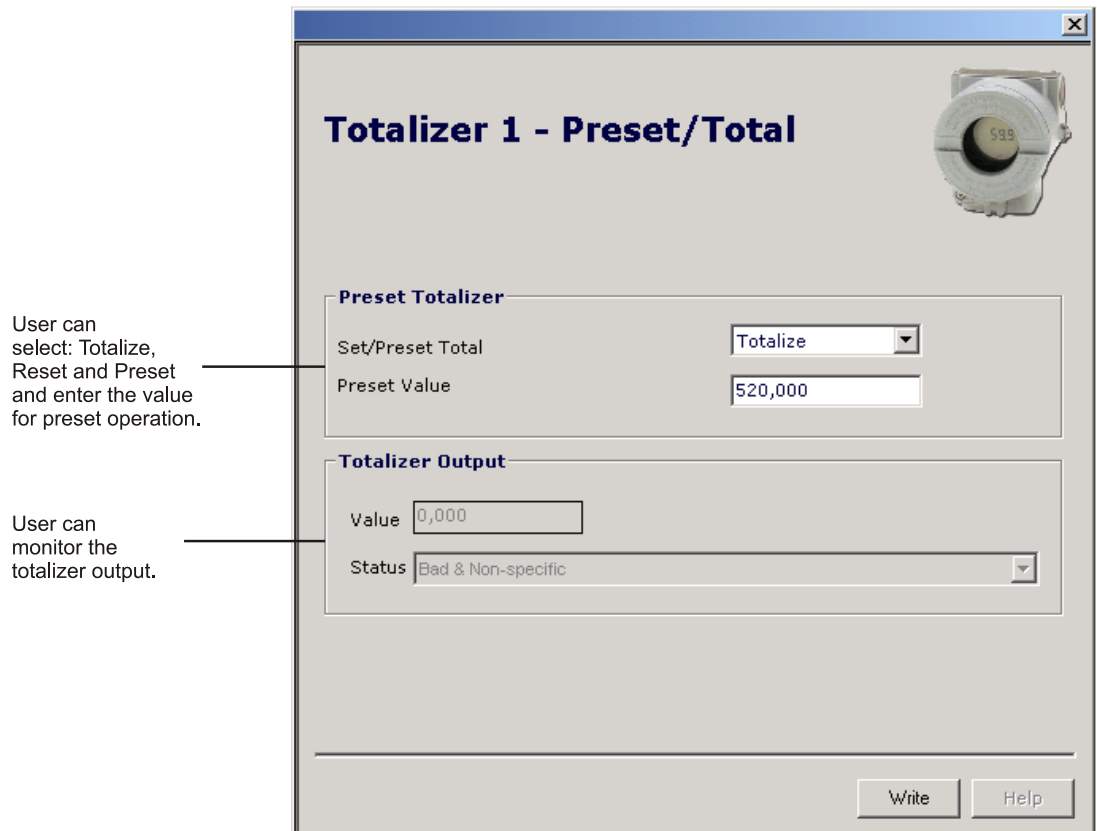 Totalizer 1 - Preset/Total
59.9
Preset Totalizer
User can
select: Totalize,
Reset and Preset
and enter the value
for preset operation.
Set/Preset Total
Totalize
Preset Value
520,000
Totalizer Output
User can
monitor the
totalizer output.
Value
0,000
Status
Bad & Non-specific
Write
Help